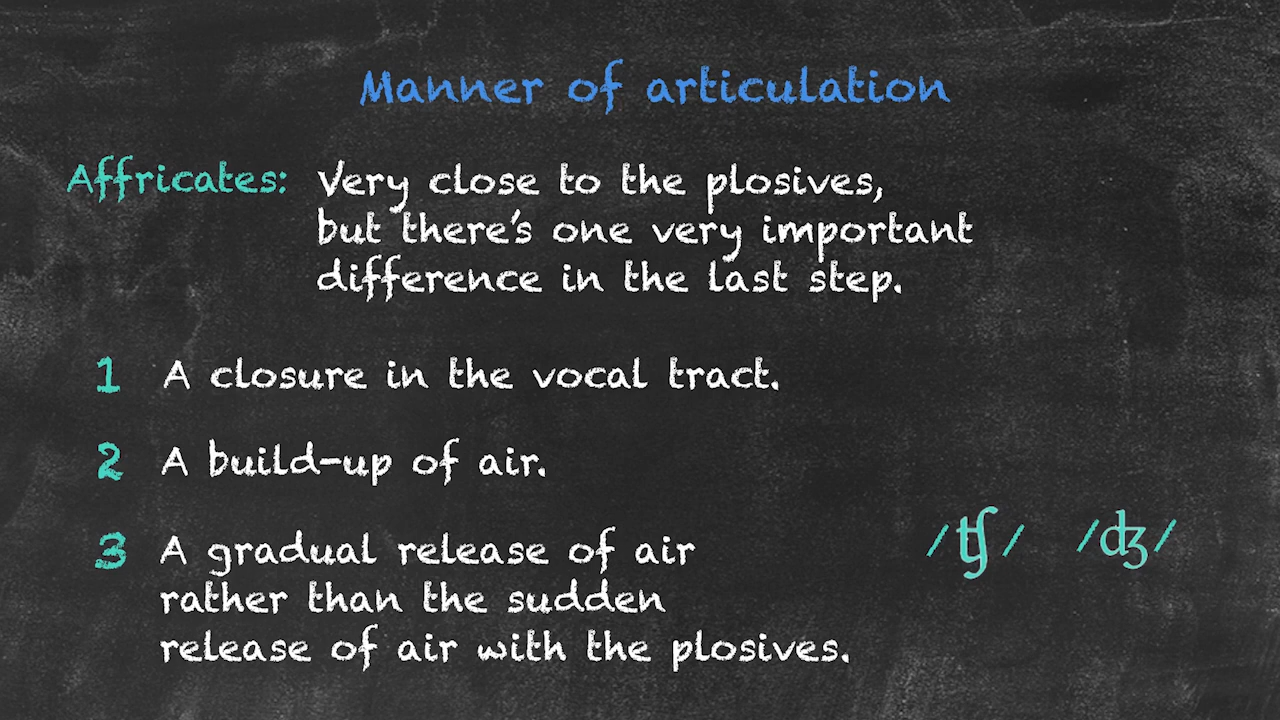 Manner of articulation
Affricates: Very close to the plosives,
but there's one very important
difference in the last step.
1 A closure in the vocal tract.
2 A build-up of air.
3 A gradual release of air
rather than the sudden
release of air with the plosives.
/ʧ/ /ʤ/